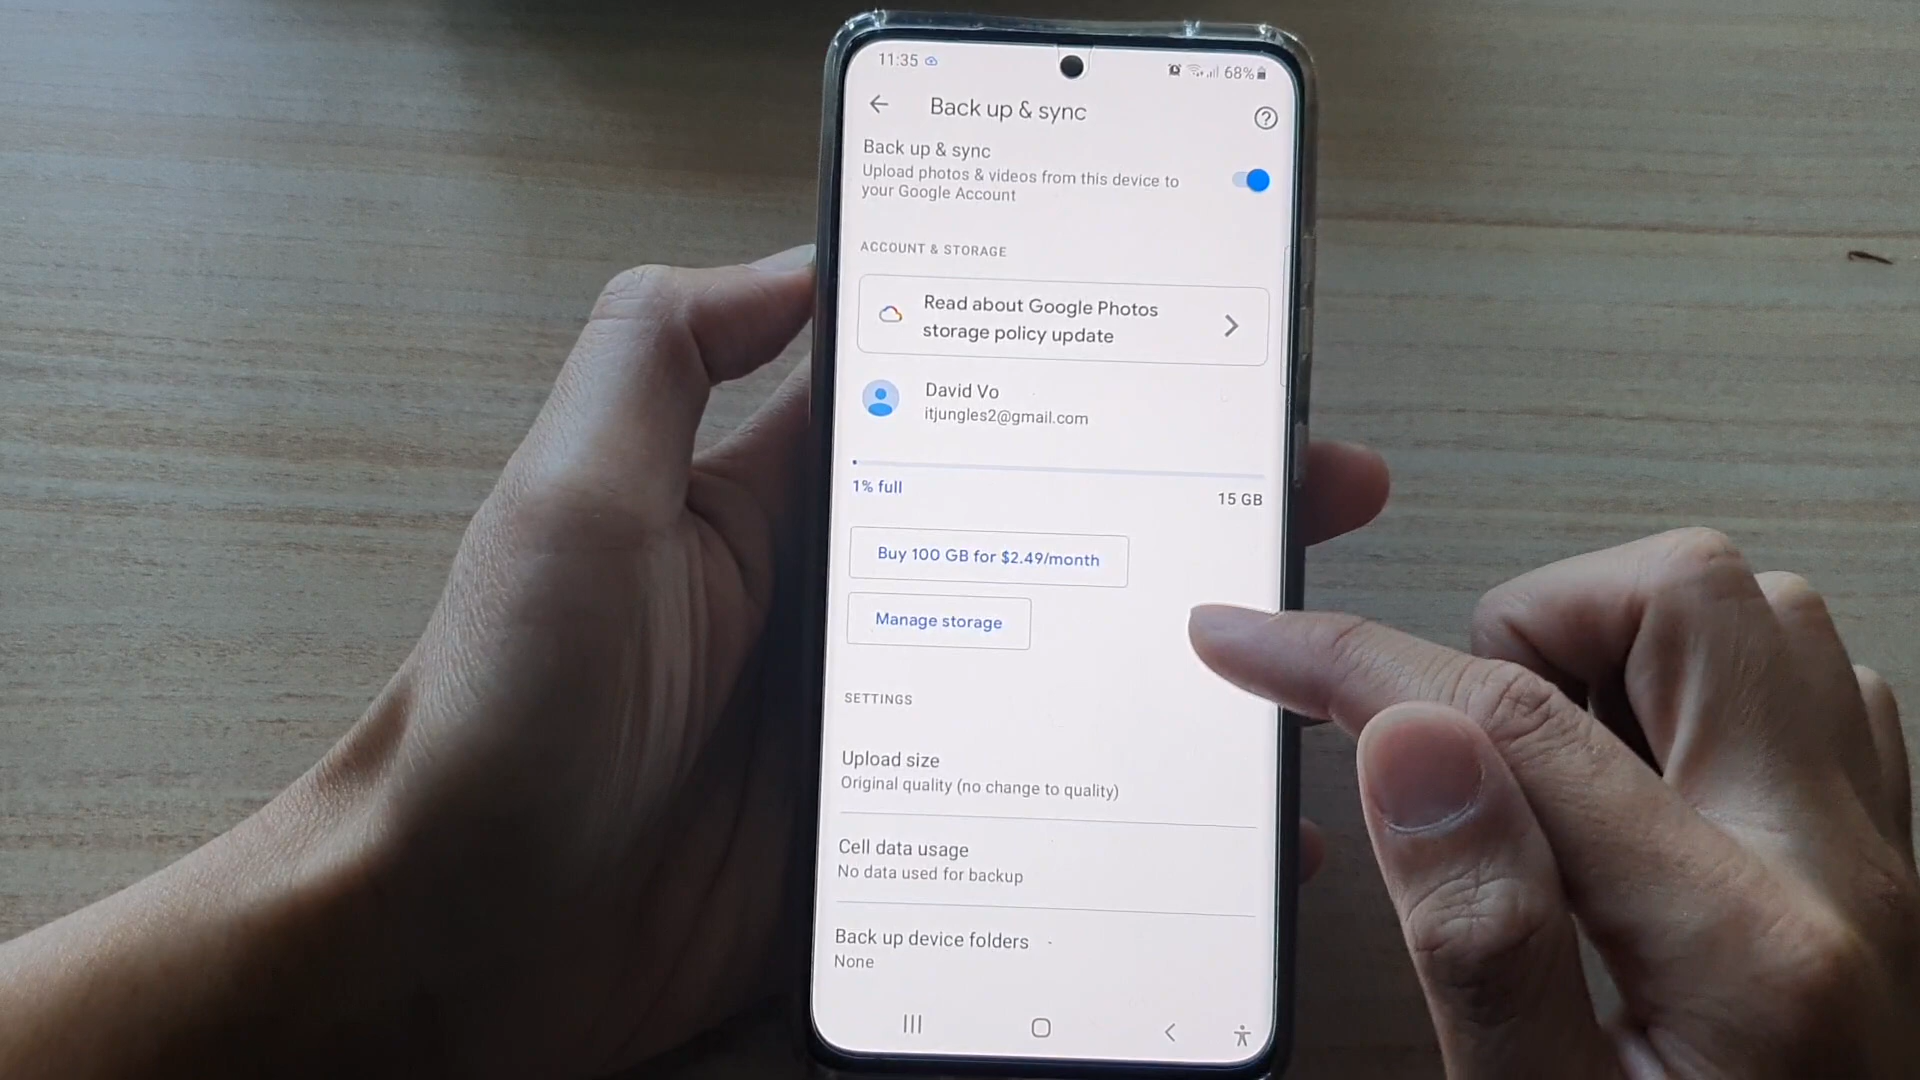 11:35 68%
Back up & sync
Back up & sync
Upload photos & videos from this device to
your Google Account
ACCOUNT & STORAGE
Read about Google Photos
storage policy update
David Vo
itjungles2@gmail.com
1% full 15 GB
Buy 100 GB for $2.49/month
Manage storage
SETTINGS
Upload size
Original quality (no change to quality)
Cell data usage
No data used for backup
Back up device folders
None